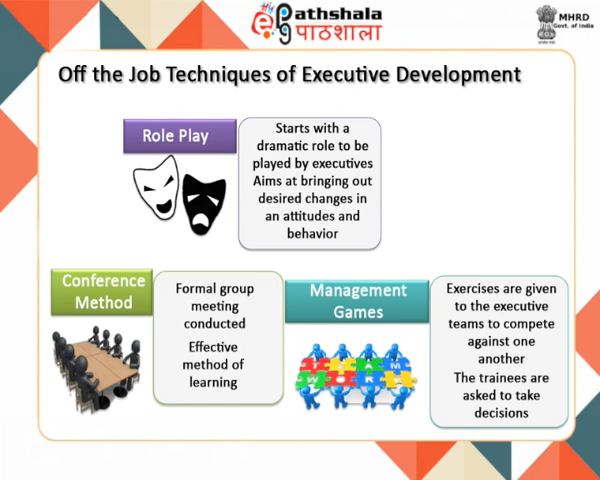 Pathshala
पाठशाला
MHRD
Govt. of India
Off the Job Techniques of Executive Development
Role Play
Starts with a
dramatic role to be
played by executives
Aims at bringing out
desired changes in
an attitudes and
behavior
Conference
Method
Formal group
meeting
conducted
Effective
method of
learning
Management
Games
Exercises are given
to the executive
teams to compete
against one
another
The trainees are
asked to take
decisions